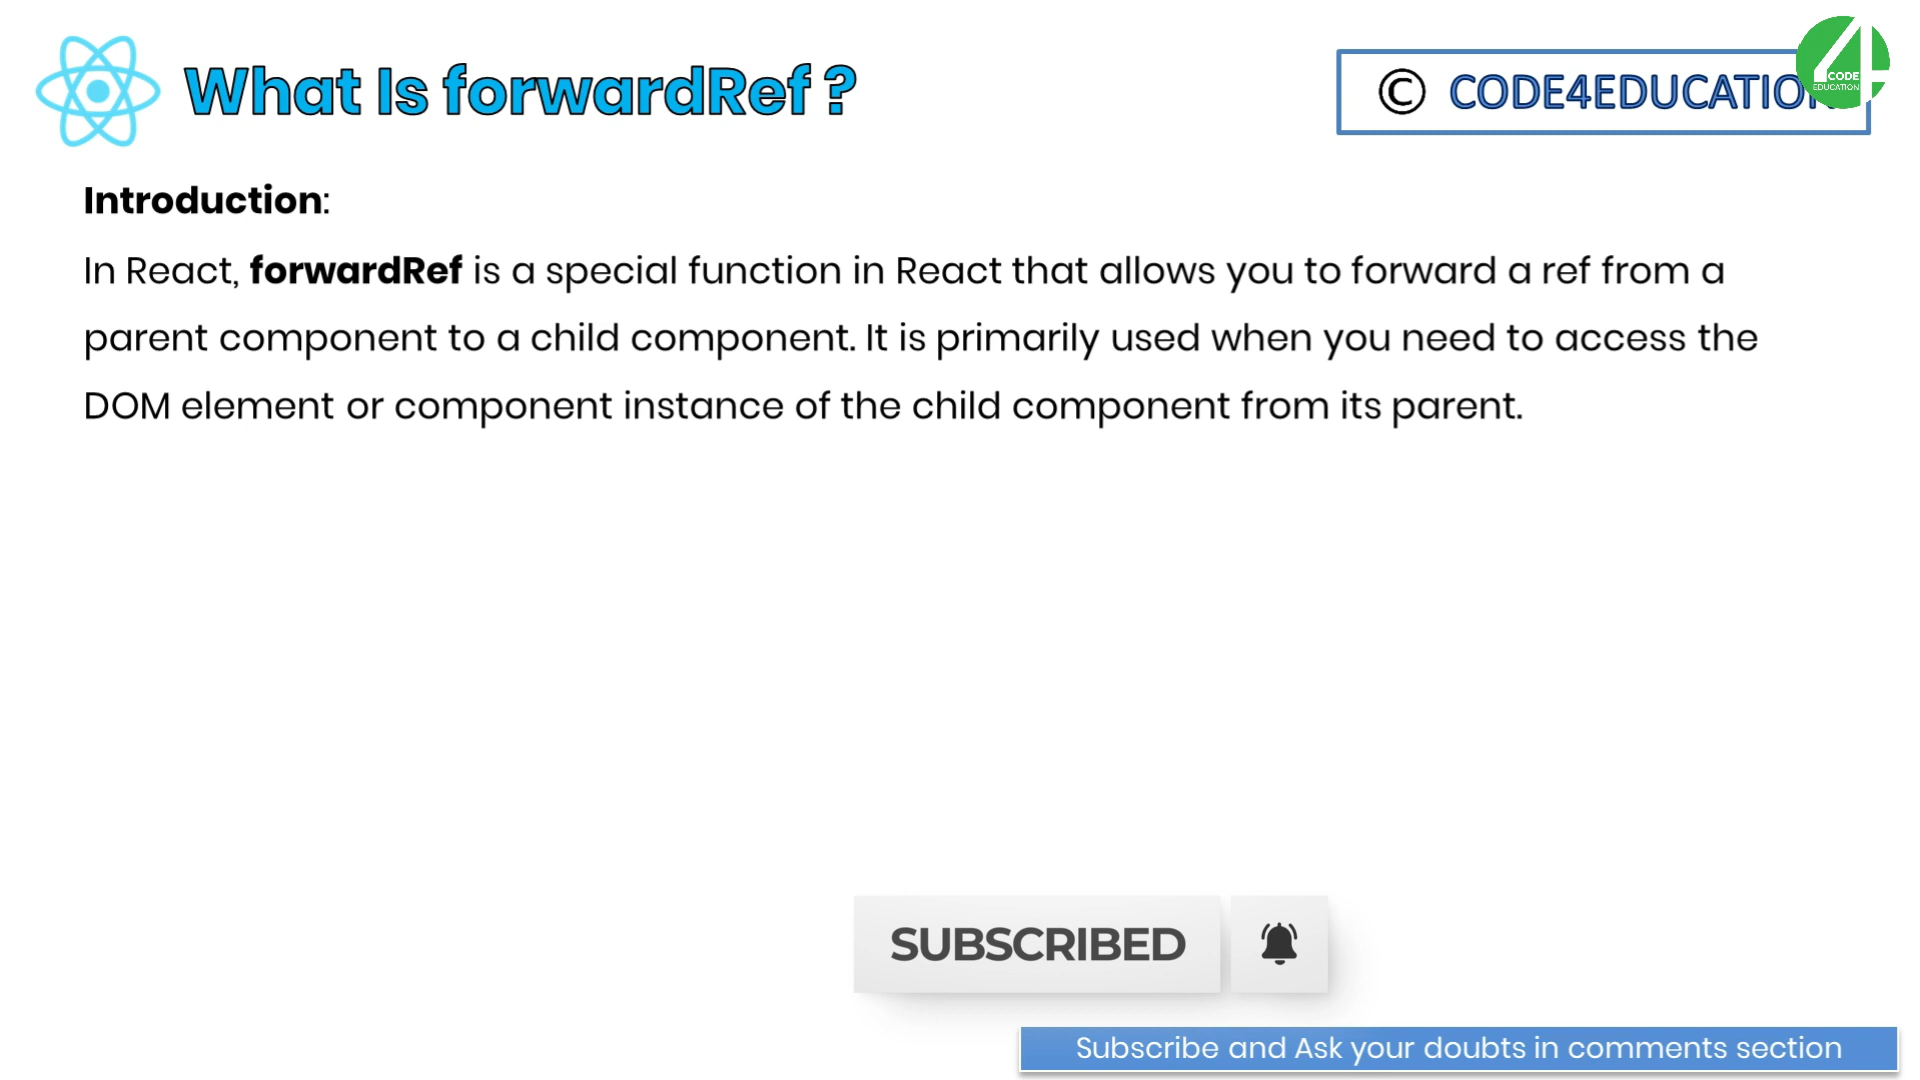 What Is forwardRef ?
© CODE4EDUCATION
CODE
EDUCATION
Introduction:
In React, forwardRef is a special function in React that allows you to forward a ref from a
parent component to a child component. It is primarily used when you need to access the
DOM element or component instance of the child component from its parent.
SUBSCRIBED
Subscribe and Ask your doubts in comments section